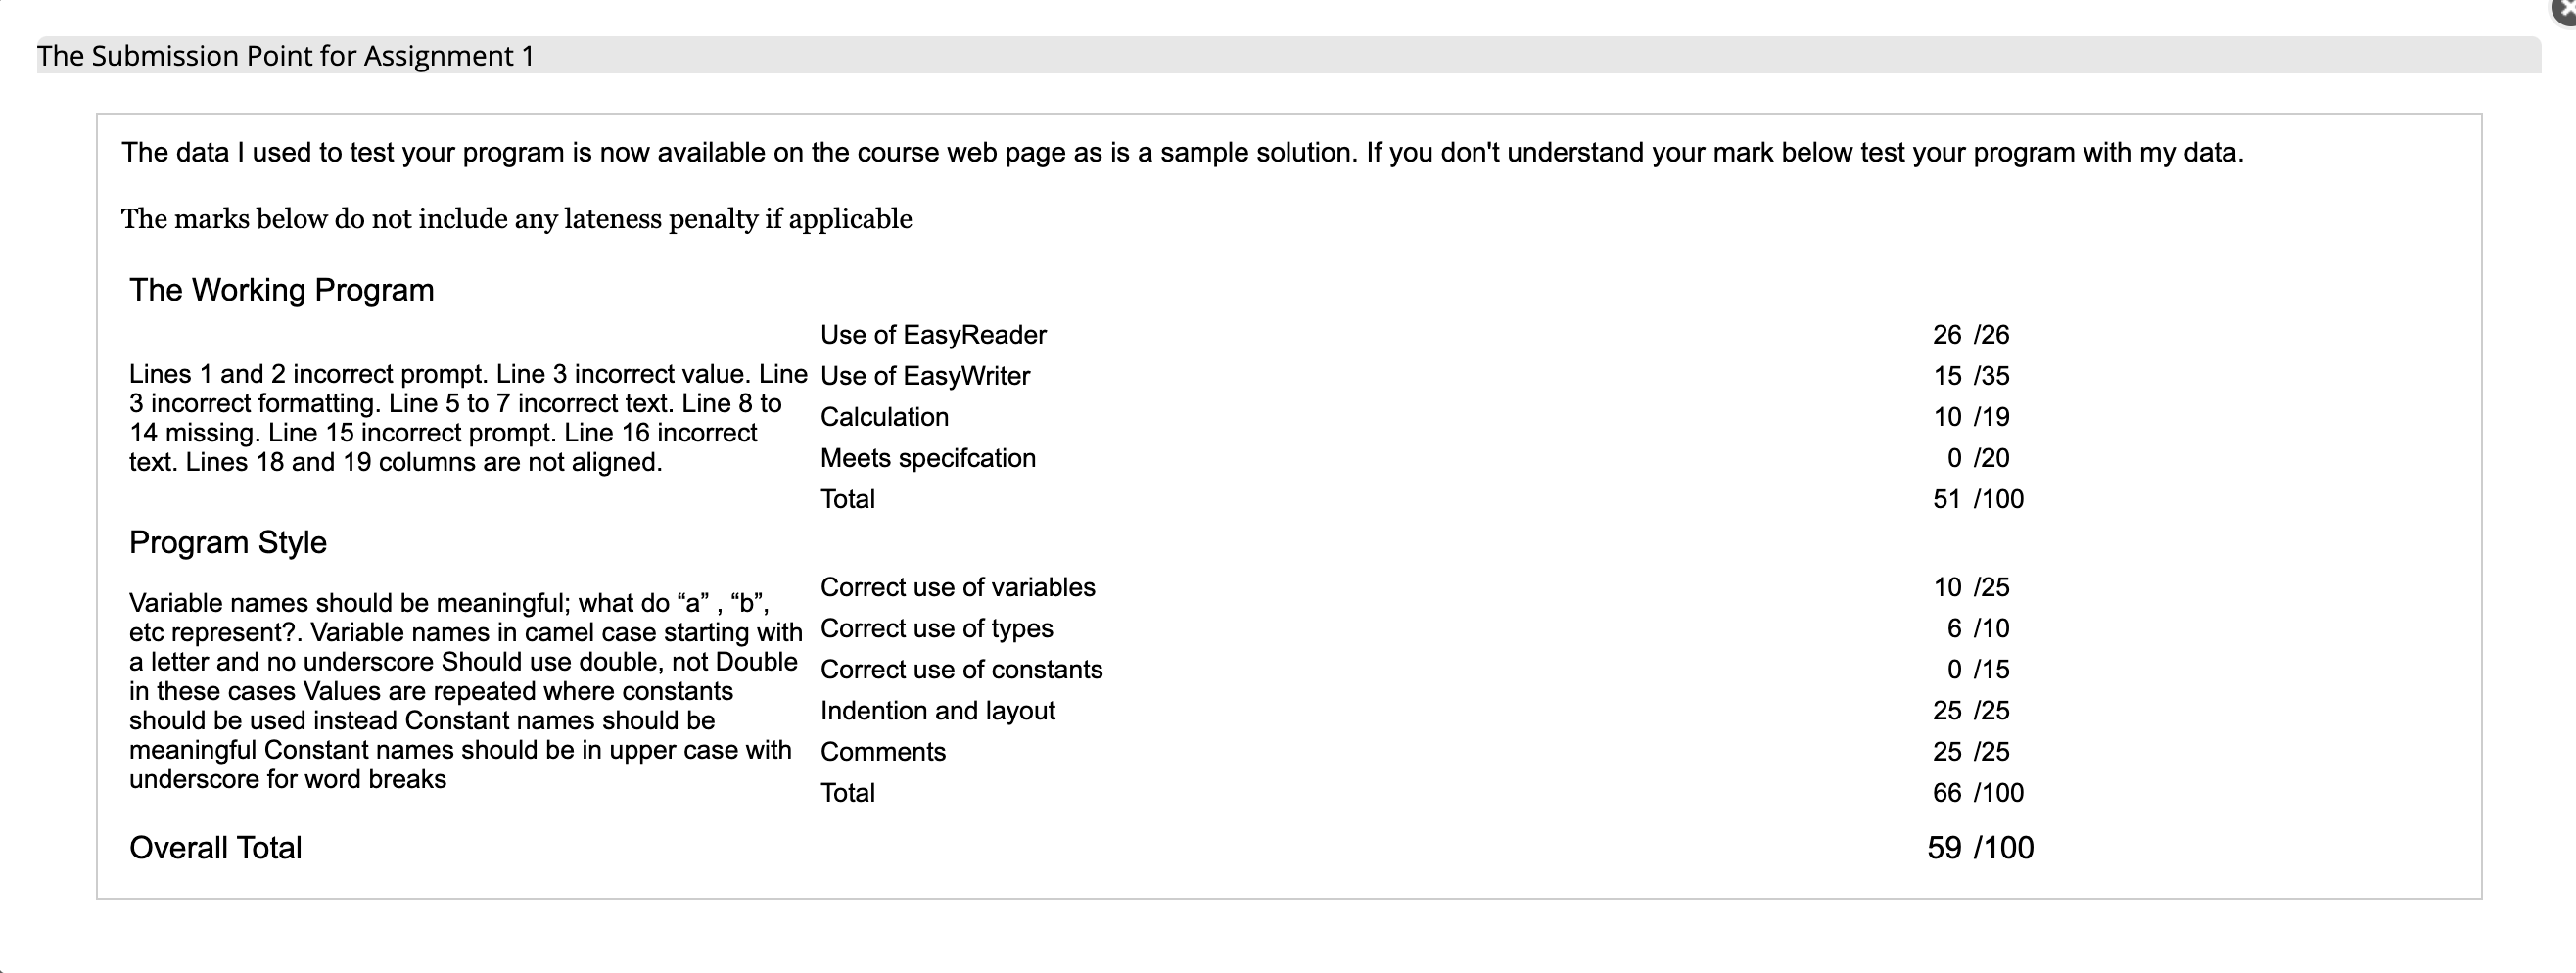 The Submission Point for Assignment 1
The data I used to test your program is now available on the course web page as is a sample solution. If you don't understand your mark below test your program with my data.
The marks below do not include any lateness penalty if applicable
The Working Program
Use of EasyReader 26 /26
Lines 1 and 2 incorrect prompt. Line 3 incorrect value. Line
3 incorrect formatting. Line 5 to 7 incorrect text. Line 8 to
14 missing. Line 15 incorrect prompt. Line 16 incorrect
text. Lines 18 and 19 columns are not aligned.
Use of EasyWriter 15 /35
Calculation 10 /19
Meets specifcation 0 /20
Total 51 /100
Program Style
Variable names should be meaningful; what do “a” , “b”,
etc represent?. Variable names in camel case starting with
a letter and no underscore Should use double, not Double
in these cases Values are repeated where constants
should be used instead Constant names should be
meaningful Constant names should be in upper case with
underscore for word breaks
Correct use of variables 10 /25
Correct use of types 6 /10
Correct use of constants 0 /15
Indention and layout 25 /25
Comments 25 /25
Total 66 /100
Overall Total 59 /100